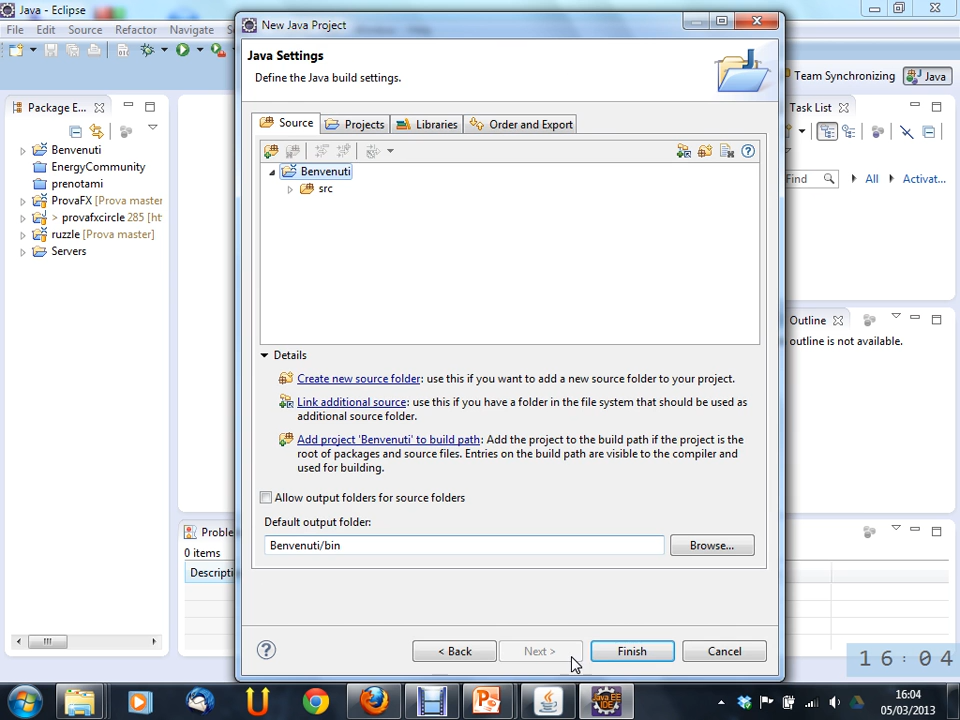 Java - Eclipse
File Edit Source Refactor Navigate
New Java Project
Java Settings
Define the Java build settings.
Team Synchronizing Java
Package E...
Task List
Source Projects Libraries Order and Export
Benvenuti
EnergyCommunity
prenotami
ProvaFX [Prova master]
> provafxcircle 285 [ht
ruzzle [Prova master]
Servers
Benvenuti
src
Find All Activat...
Outline
outline is not available.
Details
Create new source folder: use this if you want to add a new source folder to your project.
Link additional source: use this if you have a folder in the file system that should be used as
additional source folder.
Add project 'Benvenuti' to build path: Add the project to the build path if the project is the
root of packages and source files. Entries on the build path are visible to the compiler and
used for building.
Allow output folders for source folders
Default output folder:
Benvenuti/bin
Browse...
Proble
0 items
Descripti
< Back Next > Finish Cancel
16:04
Java EE
IDE
16:04
05/03/2013